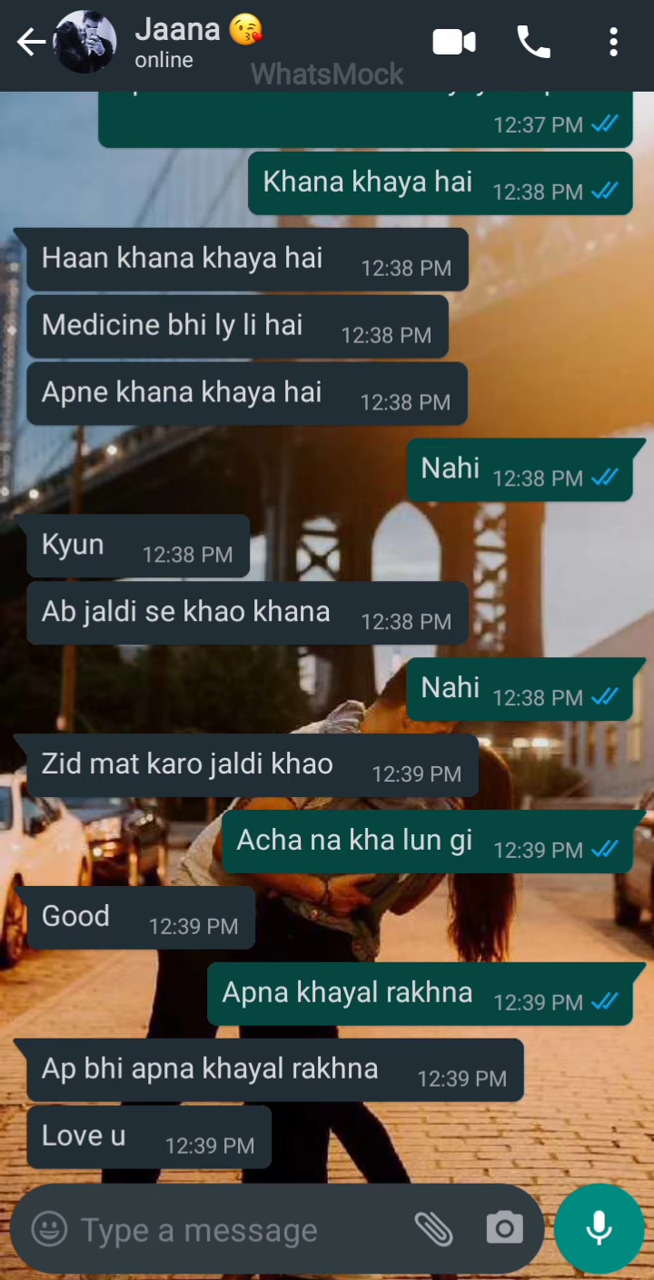 Jaana 😘
online
WhatsMock
12:37 PM
Khana khaya hai 12:38 PM
Haan khana khaya hai 12:38 PM
Medicine bhi ly li hai 12:38 PM
Apne khana khaya hai 12:38 PM
Nahi 12:38 PM
Kyun 12:38 PM
Ab jaldi se khao khana 12:38 PM
Nahi 12:38 PM
Zid mat karo jaldi khao 12:39 PM
Acha na kha lun gi 12:39 PM
Good 12:39 PM
Apna khayal rakhna 12:39 PM
Ap bhi apna khayal rakhna 12:39 PM
Love u 12:39 PM
Type a message